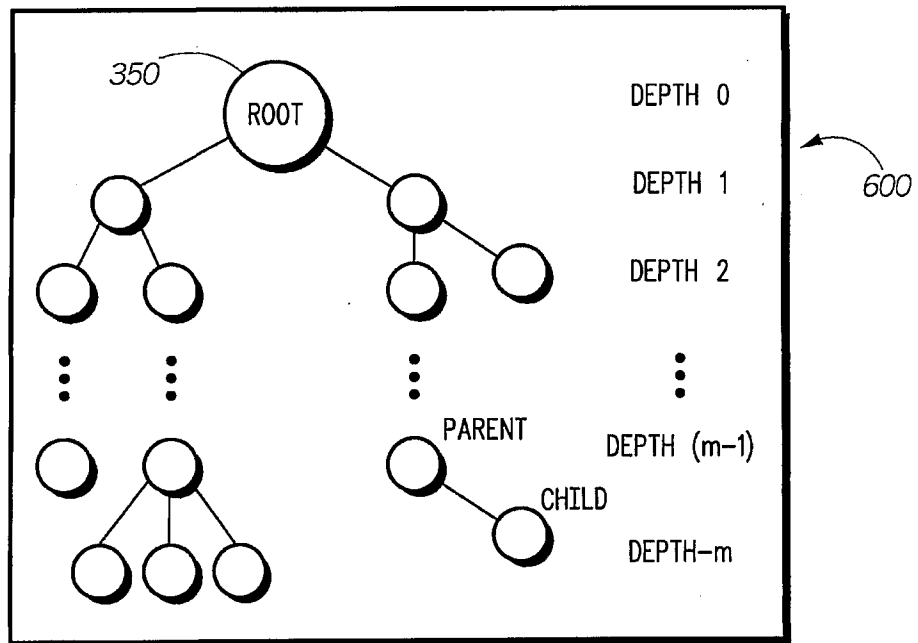 350
ROOT
DEPTH 0
DEPTH 1
600
DEPTH 2
PARENT
DEPTH (m-1)
CHILD
DEPTH-m